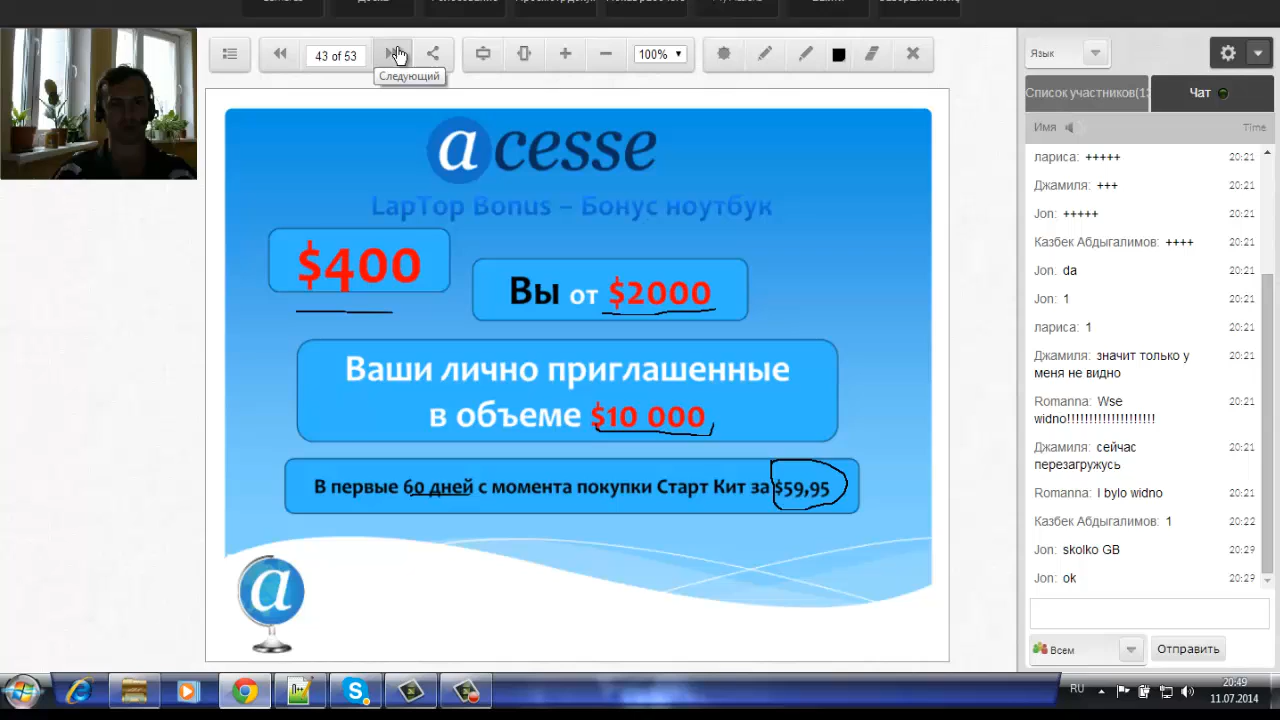 43 of 53
100%
Следующий
acesse
LapTop Bonus – Бонус ноутбук
$400
Вы от $2000
Ваши лично приглашенные
в объеме $10 000
В первые 60 дней с момента покупки Старт Кит за $59,95
a
Язык
Список участников(1
Чат
Имя
Time
лариса: +++++ 20:21
Джамиля: +++ 20:21
Jon: +++++ 20:21
Казбек Абдыгалимов: ++++ 20:21
Jon: da 20:21
Jon: 1 20:21
лариса: 1 20:21
Джамиля: значит только у 20:21
меня не видно
Romanna: Wse 20:21
widno!!!!!!!!!!!!!!!!!!!!
Джамиля: сейчас 20:21
перезагружусь
Romanna: I bylo widno 20:21
Казбек Абдыгалимов: 1 20:22
Jon: skolko GB 20:29
Jon: ok 20:29
Всем
Отправить
RU
20:49
11.07.2014